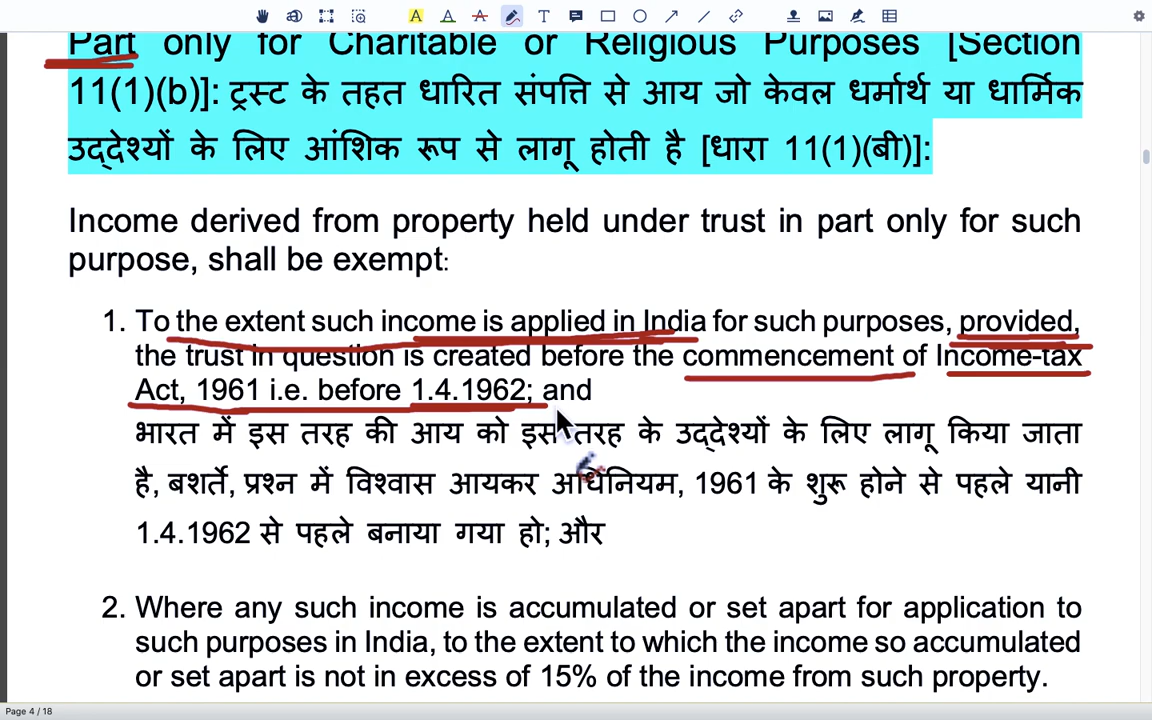 Part only for Charitable or Religious Purposes [Section
11(1)(b)]: ट्रस्ट के तहत धारित संपत्ति से आय जो केवल धर्मार्थ या धार्मिक
उद्देश्यों के लिए आंशिक रूप से लागू होती है [धारा 11(1)(बी)]:
Income derived from property held under trust in part only for such
purpose, shall be exempt:
1. To the extent such income is applied in India for such purposes, provided,
the trust in question is created before the commencement of Income-tax
Act, 1961 i.e. before 1.4.1962; and
भारत में इस तरह की आय को इस तरह के उद्देश्यों के लिए लागू किया जाता
है, बशर्ते, प्रश्न में विश्वास आयकर अधिनियम, 1961 के शुरू होने से पहले यानी
1.4.1962 से पहले बनाया गया हो; और
2. Where any such income is accumulated or set apart for application to
such purposes in India, to the extent to which the income so accumulated
or set apart is not in excess of 15% of the income from such property.
Page 4 / 18